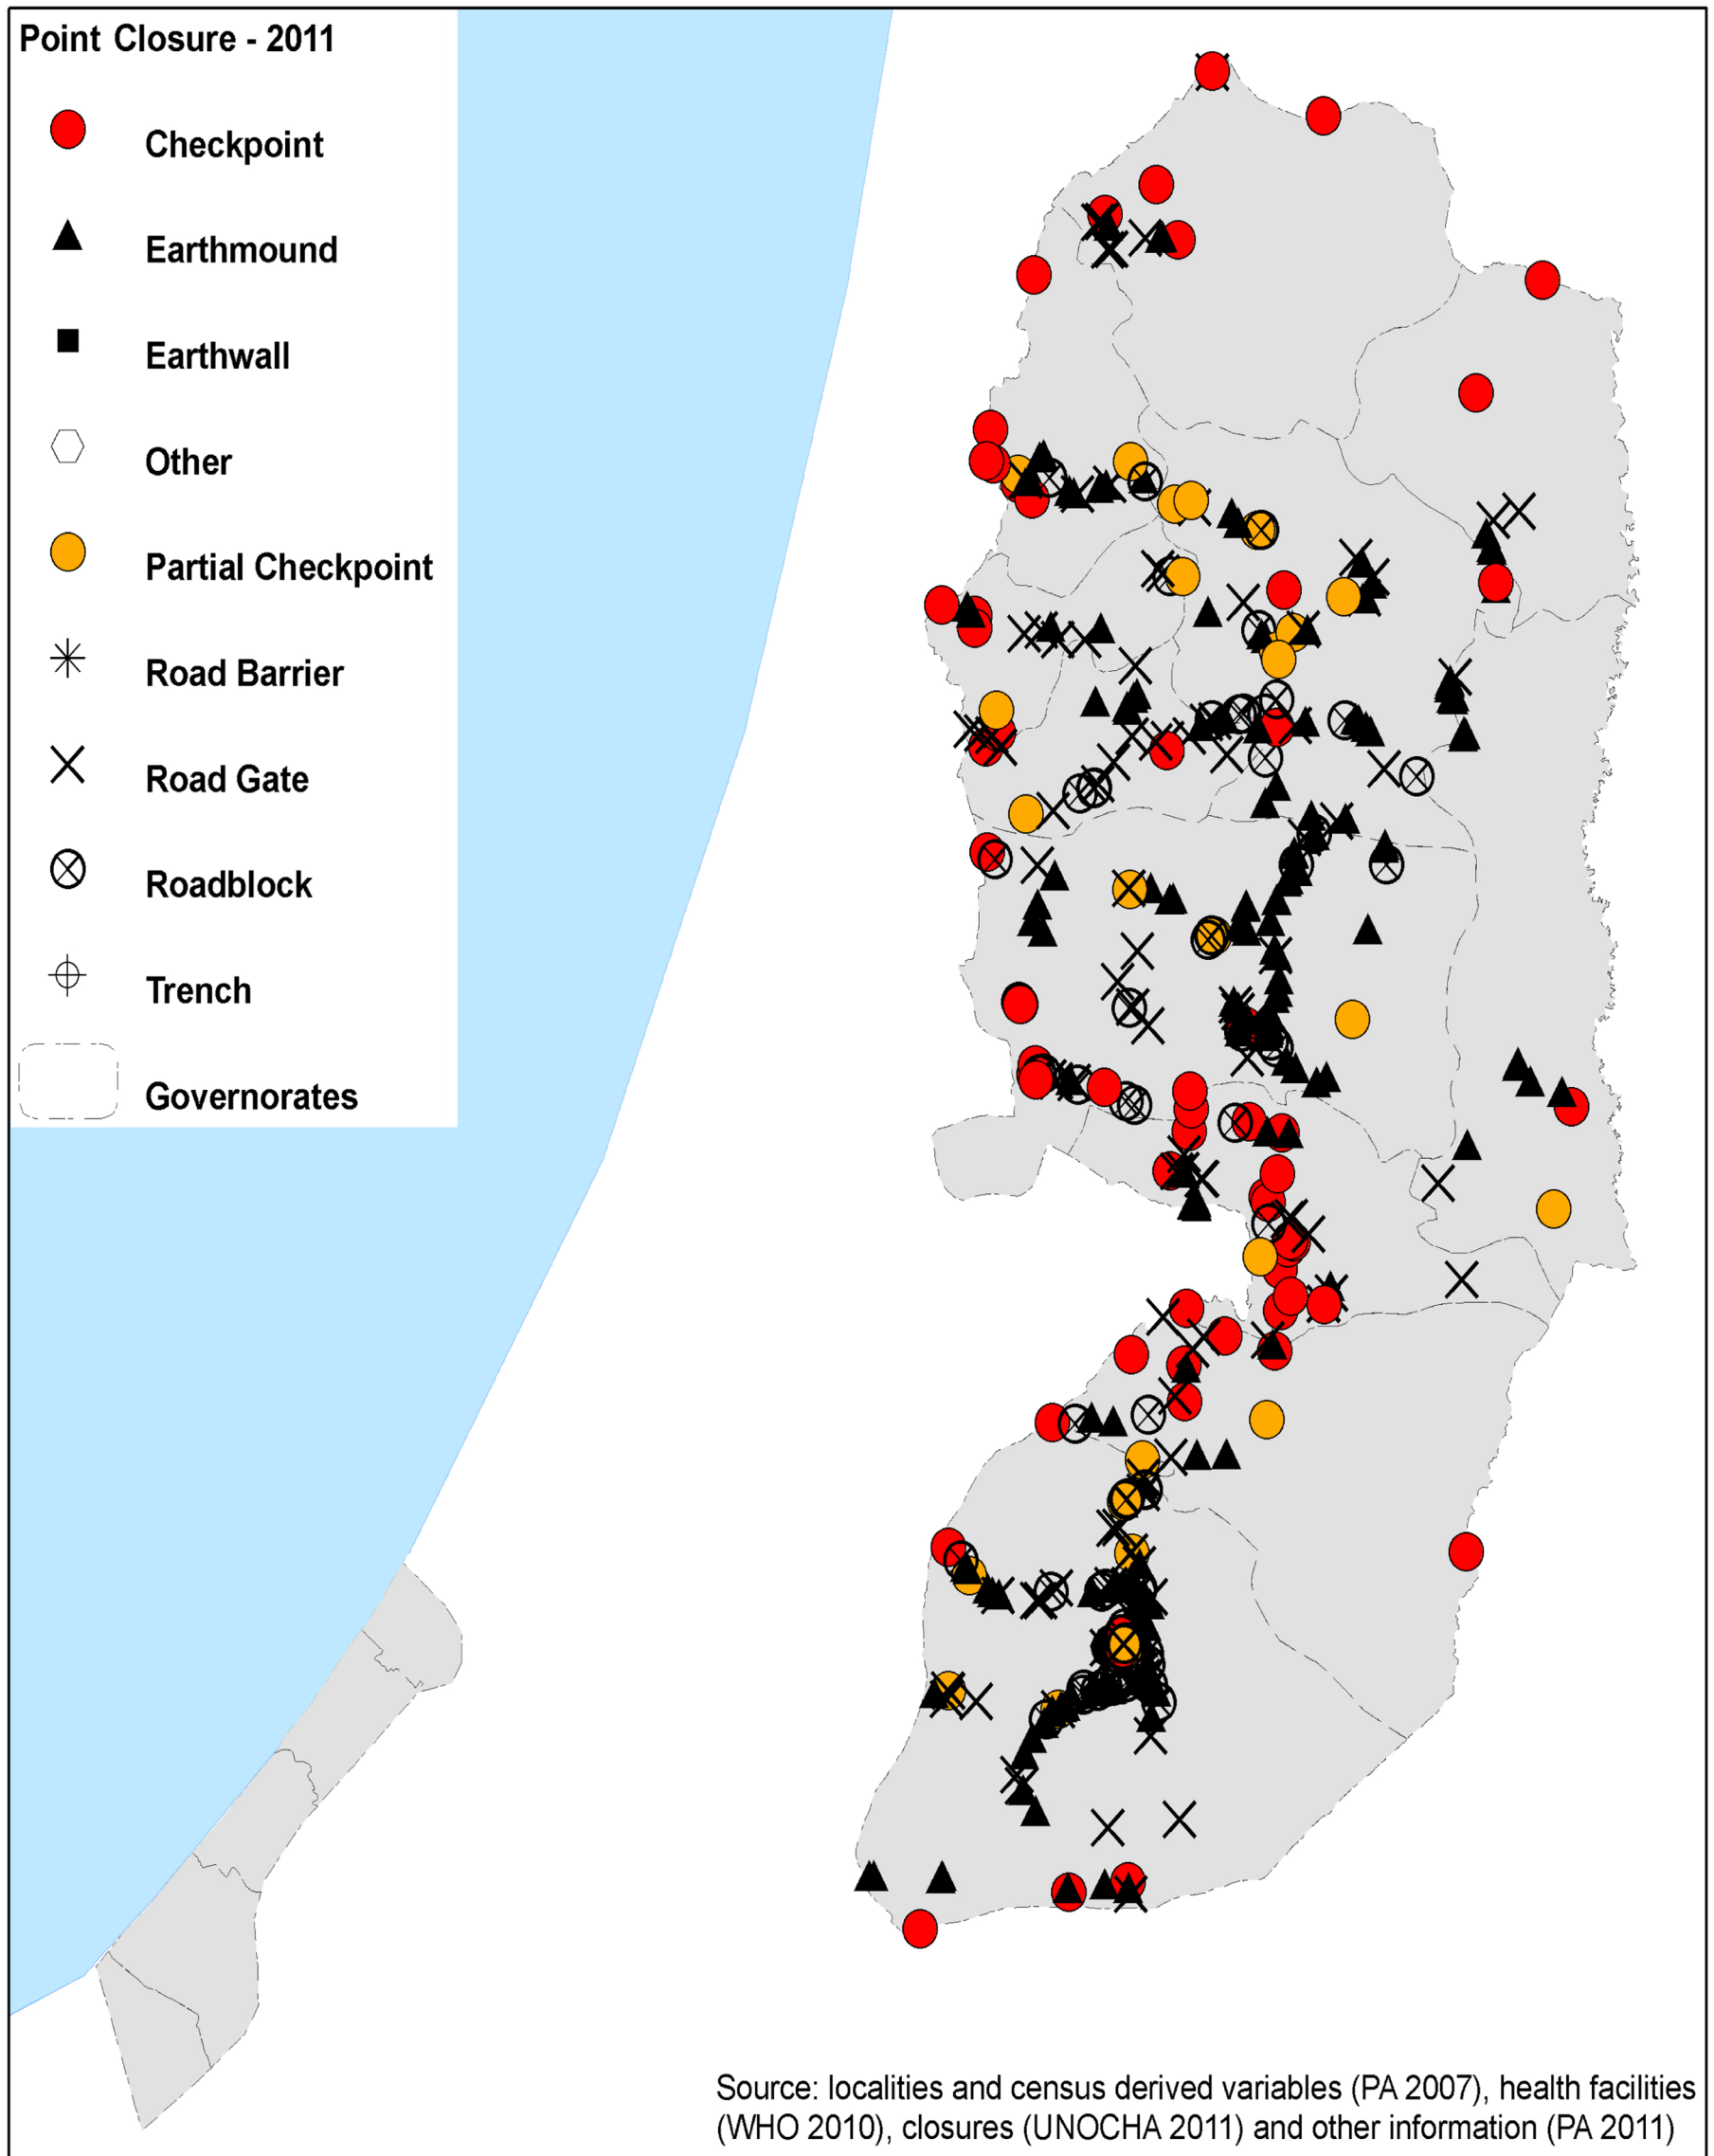 Point Closure - 2011
Checkpoint
Earthmound
Earthwall
Other
Partial Checkpoint
Road Barrier
Road Gate
Roadblock
Trench
Governorates
Source: localities and census derived variables (PA 2007), health facilities
(WHO 2010), closures (UNOCHA 2011) and other information (PA 2011)